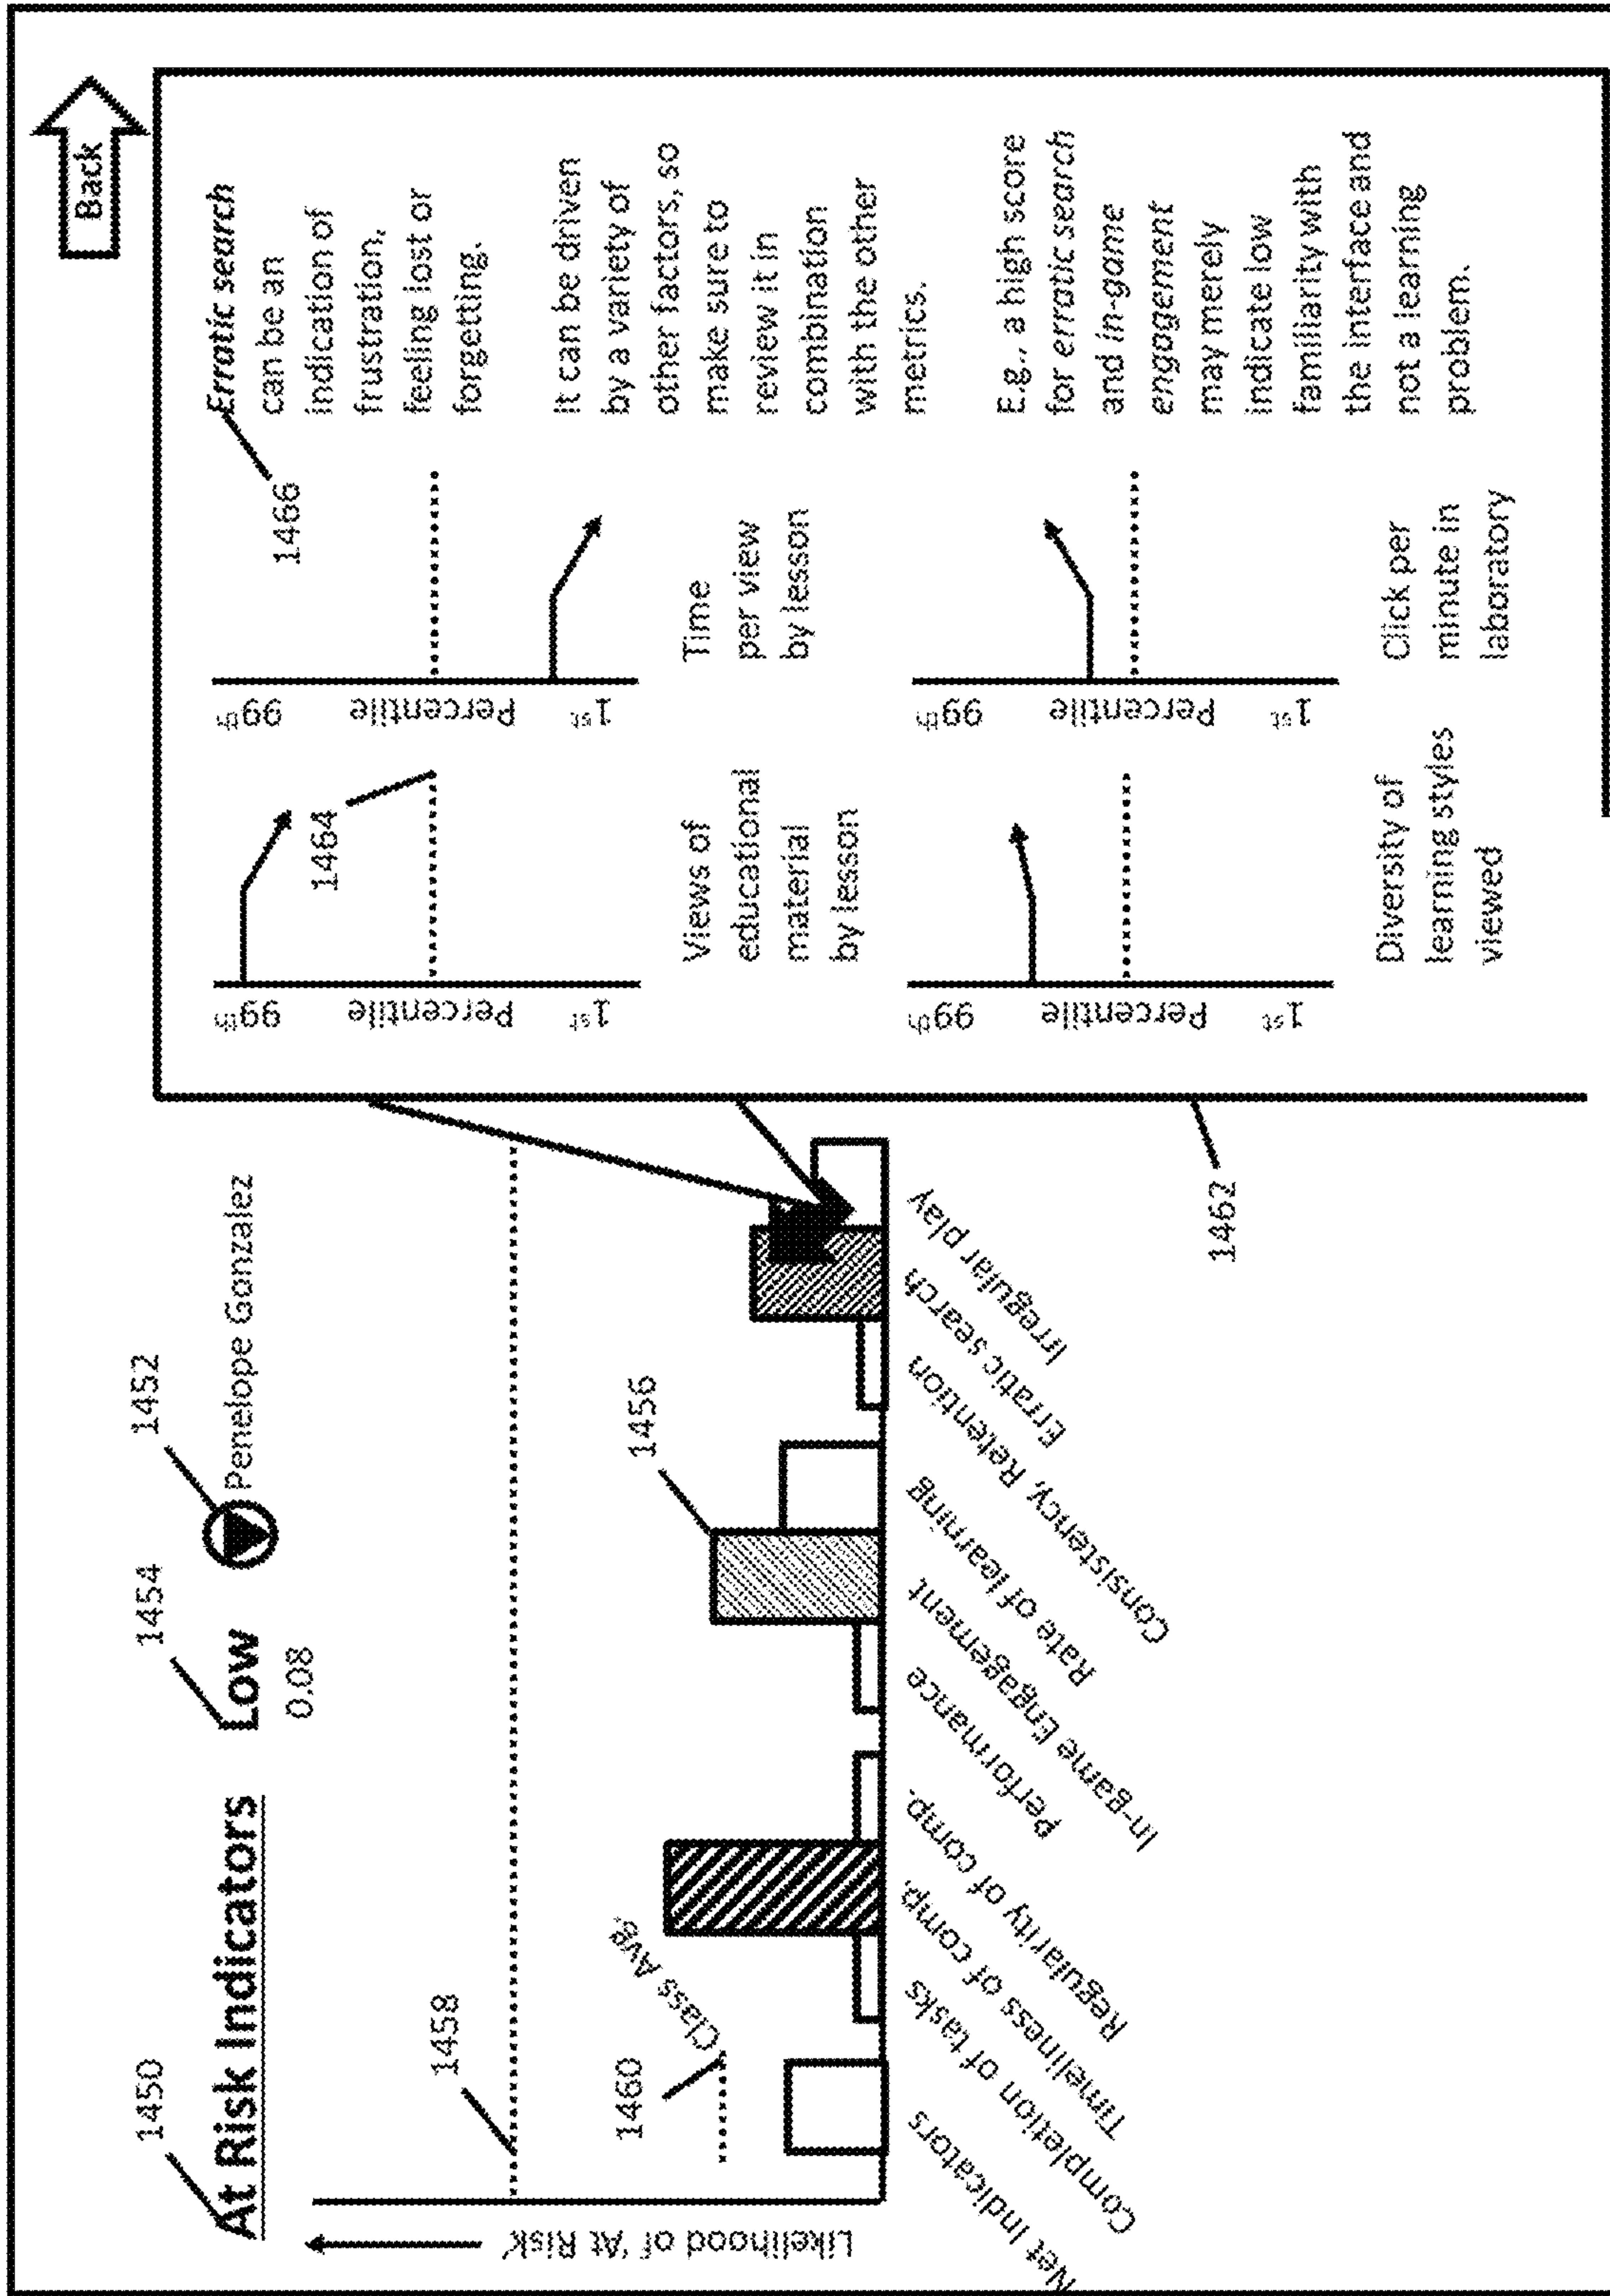 Back
1450
1454
1452
At Risk Indicators
Low
Penelope Gonzalez
0.08
1458
1460
Class Avg.
1456
Likelihood of 'At Risk'
Net Indicators
Completion of tasks
Timeliness of comp.
Regularity of comp.
Performance
In-game Engagement
Rate of learning
Consistency, Retention
Erratic search
Irregular play
1462
99th
Percentile
1st
1464
Views of
educational
material
by lesson
99th
Percentile
1st
Time
per view
by lesson
99th
Percentile
1st
Diversity of
learning styles
viewed
99th
Percentile
1st
Click per
minute in
laboratory
1466
Erratic search
can be an
indication of
frustration,
feeling lost or
forgetting.
It can be driven
by a variety of
other factors, so
make sure to
review it in
combination
with the other
metrics.
E.g., a high score
for erratic search
and in-game
engagement
may merely
indicate low
familiarity with
the interface and
not a learning
problem.